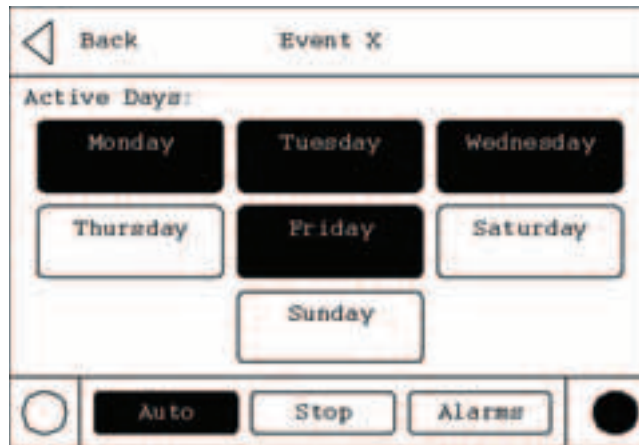 Back Event X
Active Days:
Monday Tuesday Wednesday
Thursday Friday Saturday
Sunday
Auto Stop Alarms